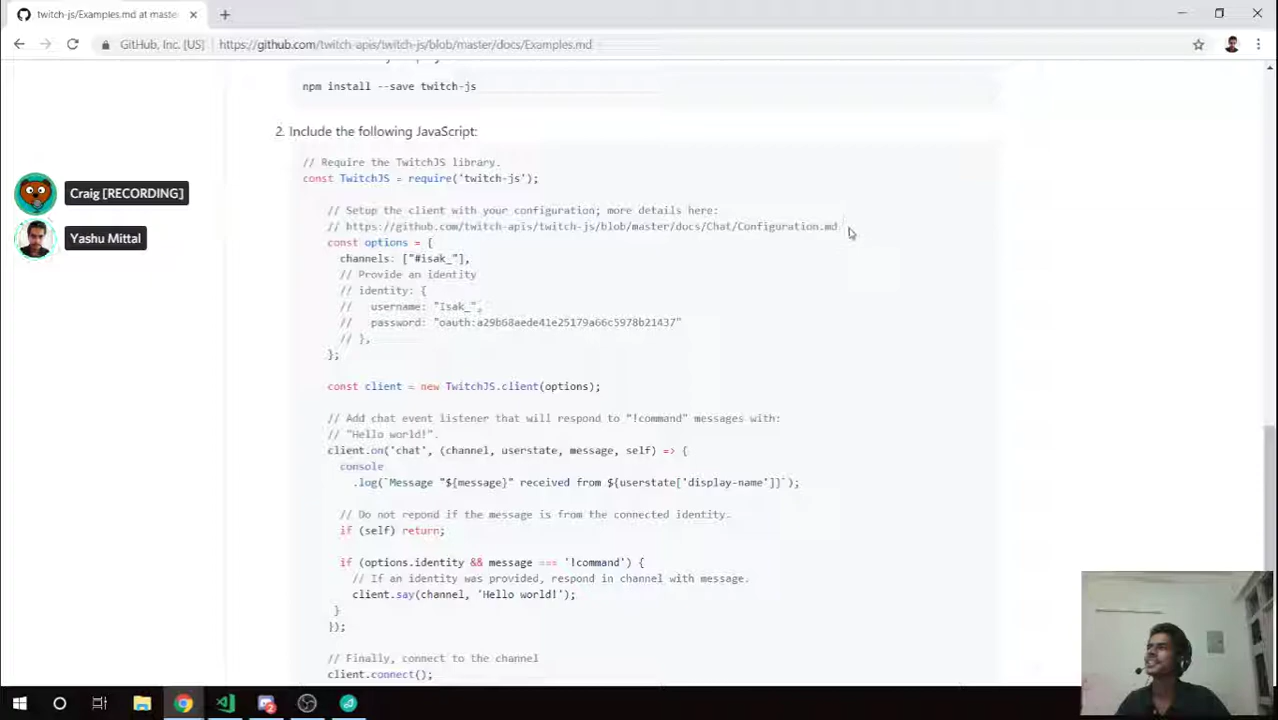 twitch-js/Examples.md at master
GitHub, Inc. [US]
https://github.com/twitch-apis/twitch-js/blob/master/docs/Examples.md
npm install --save twitch-js
2. Include the following JavaScript:
// Require the TwitchJS library.
const TwitchJS = require('twitch-js');
// Setup the client with your configuration; more details here:
// https://github.com/twitch-apis/twitch-js/blob/master/docs/Chat/Configuration.md
const options = {
channels: ["#isak_"],
// Provide an identity
// identity: {
// username: "Isak_",
// password: "oauth:a29b68aede41e25179a66c5978b21437"
// },
};
const client = new TwitchJS.client(options);
// Add chat event listener that will respond to "!command" messages with:
// "Hello world!".
client.on('chat', (channel, userstate, message, self) => {
console
.log(`Message "${message}" received from ${userstate['display-name']}`);
// Do not repond if the message is from the connected identity.
if (self) return;
if (options.identity && message === '!command') {
// If an identity was provided, respond in channel with message.
client.say(channel, 'Hello world!');
}
});
// Finally, connect to the channel
client.connect();
Craig [RECORDING]
Yashu Mittal
2